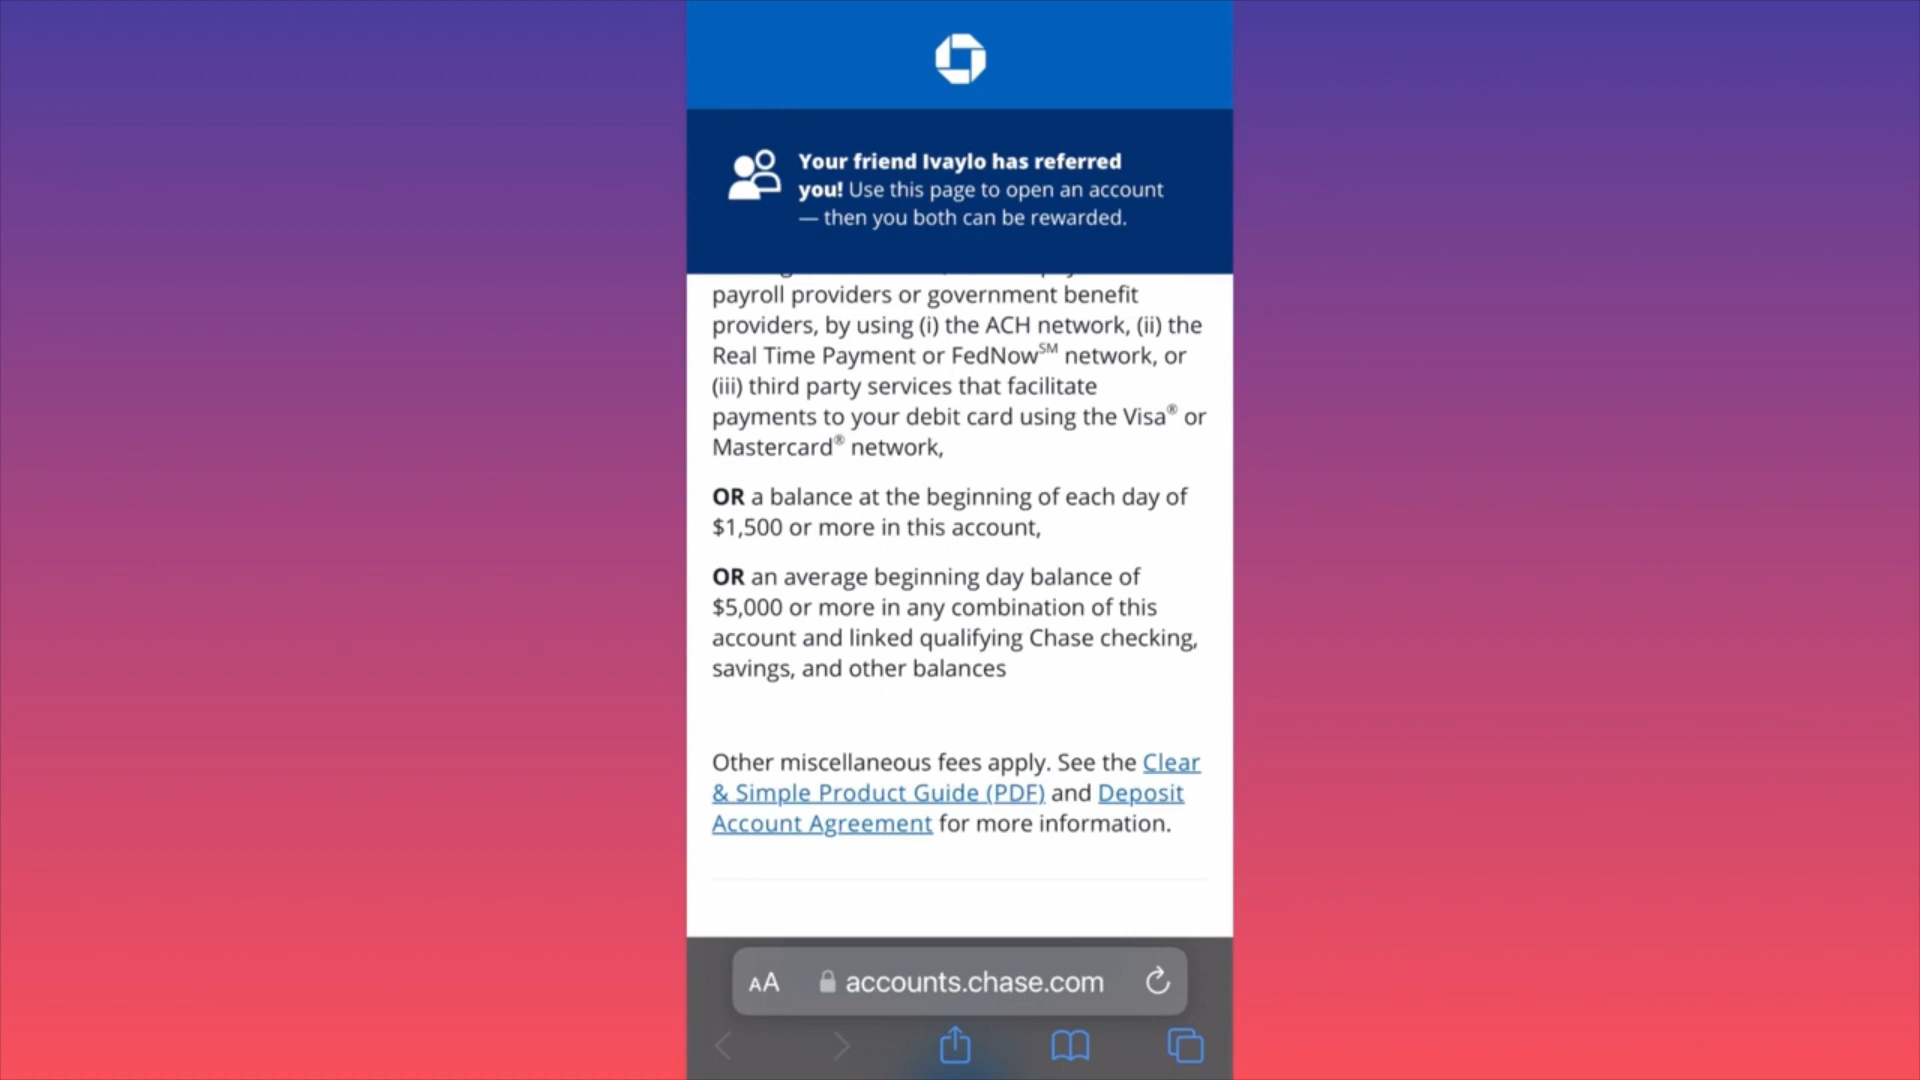 Your friend Ivaylo has referred
you! Use this page to open an account
— then you both can be rewarded.
payroll providers or government benefit
providers, by using (i) the ACH network, (ii) the
Real Time Payment or FedNow℠ network, or
(iii) third party services that facilitate
payments to your debit card using the Visa® or
Mastercard® network,
OR a balance at the beginning of each day of
$1,500 or more in this account,
OR an average beginning day balance of
$5,000 or more in any combination of this
account and linked qualifying Chase checking,
savings, and other balances
Other miscellaneous fees apply. See the Clear
& Simple Product Guide (PDF) and Deposit
Account Agreement for more information.
AA accounts.chase.com